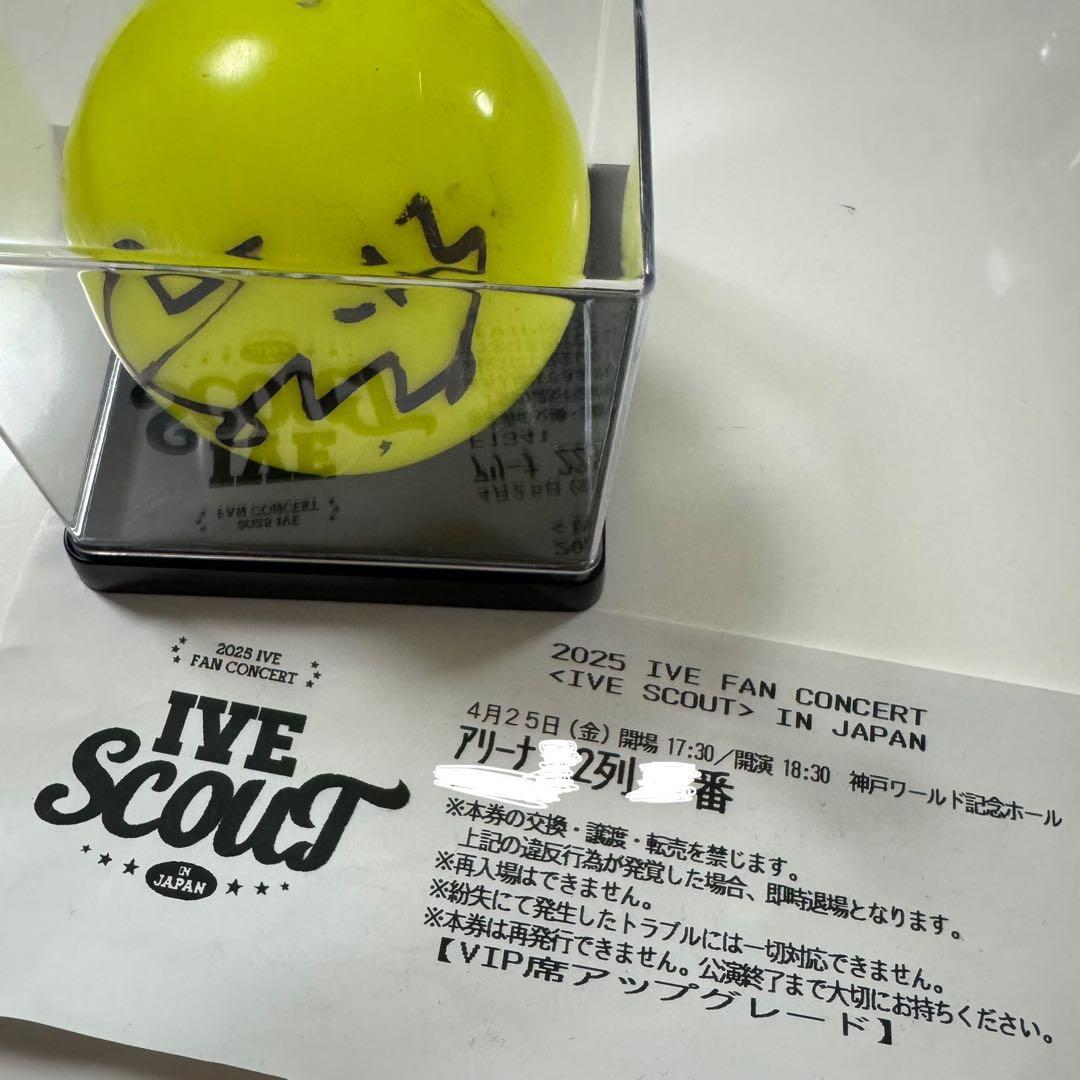 2025 IVE
FAN CONCERT
IVE
SCOUT
IN
JAPAN
2025 IVE FAN CONCERT
<IVE SCOUT> IN JAPAN
4月25日(金)開場 17:30/開演 18:30 神戸ワールド記念ホール
アリーナ 2列 番
※本券の交換・譲渡・転売を禁じます。
上記の違反行為が発覚した場合、即時退場となります。
※再入場はできません。
※紛失にて発生したトラブルには一切対応できません。
※本券は再発行できません。公演終了まで大切にお持ちください。
【VIP席アップグレード】